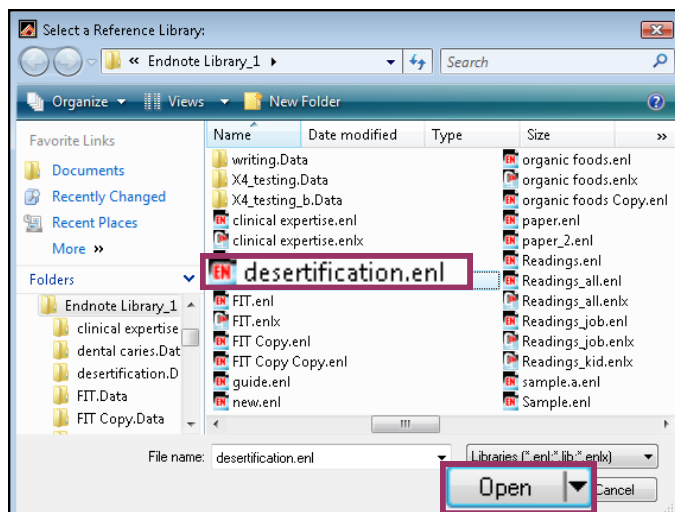 Select a Reference Library:
« Endnote Library_1
Search
Organize Views New Folder
Favorite Links
Documents
Recently Changed
Recent Places
More »
Folders
Endnote Library_1
clinical expertise
dental caries.Dat
desertification.D
FIT.Data
FIT Copy.Data
Name Date modified Type Size »
writing.Data
X4_testing.Data
X4_testing_b.Data
clinical expertise.enl
clinical expertise.enlx
desertification.enl
FIT.enl
FIT.enlx
FIT Copy.enl
FIT Copy Copy.enl
guide.enl
new.enl
organic foods.enl
organic foods.enlx
organic foods Copy.enl
paper.enl
paper_2.enl
Readings.enl
Readings_all.enl
Readings_all.enlx
Readings_job.enl
Readings_job.enlx
Readings_kid.enlx
sample.a.enl
Sample.enl
File name: desertification.enl
Libraries (*.enl;*.lib;*.enlx)
Open
Cancel